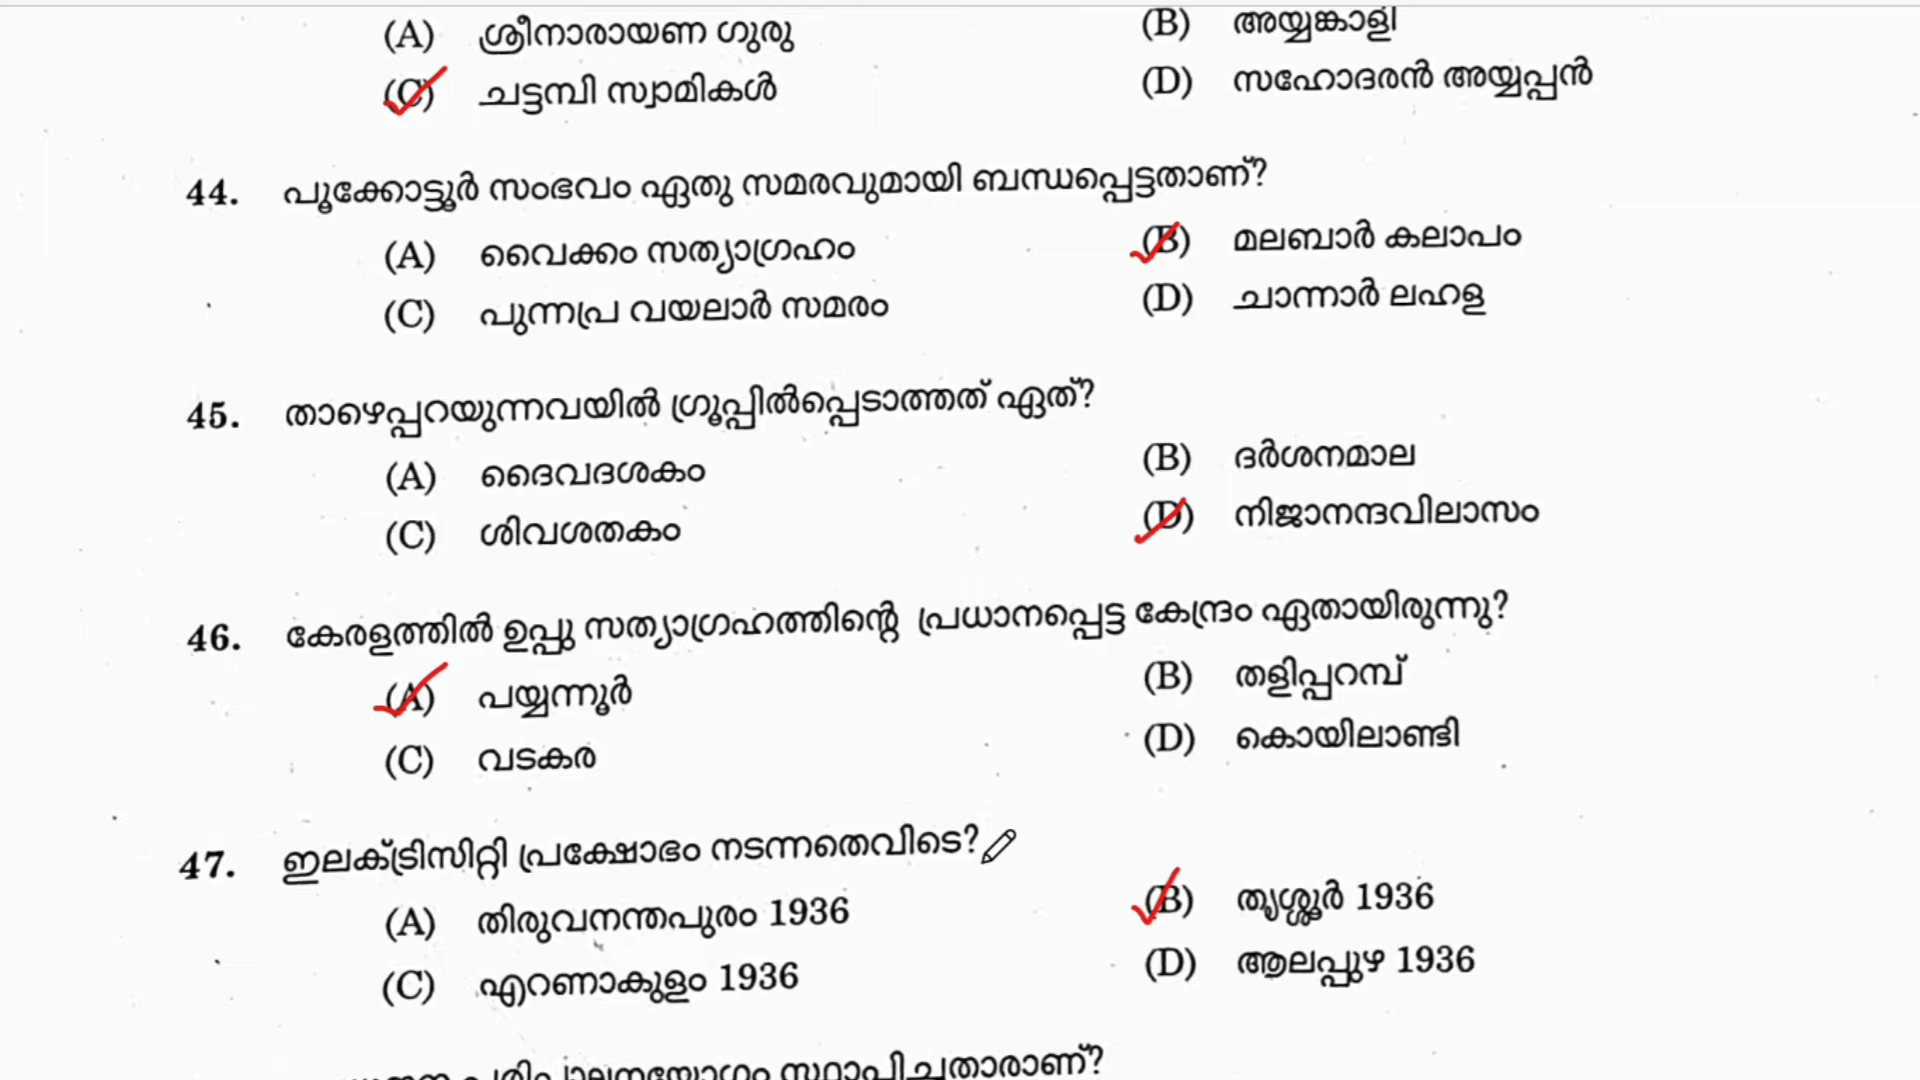 (A) ശ്രീനാരായണ ഗുരു (B) അയ്യങ്കാളി
(C) ചട്ടമ്പി സ്വാമികൾ (D) സഹോദരൻ അയ്യപ്പൻ
44. പൂക്കോട്ടൂർ സംഭവം ഏതു സമരവുമായി ബന്ധപ്പെട്ടതാണ്?
(A) വൈക്കം സത്യാഗ്രഹം (B) മലബാർ കലാപം
(C) പുന്നപ്ര വയലാർ സമരം (D) ചാന്നാർ ലഹള
45. താഴെപ്പറയുന്നവയിൽ ഗ്രൂപ്പിൽപ്പെടാത്തത് ഏത്?
(A) ദൈവദശകം (B) ദർശനമാല
(C) ശിവശതകം (D) നിജാനന്ദവിലാസം
46. കേരളത്തിൽ ഉപ്പു സത്യാഗ്രഹത്തിന്റെ പ്രധാനപ്പെട്ട കേന്ദ്രം ഏതായിരുന്നു?
(A) പയ്യന്നൂർ (B) തളിപ്പറമ്പ്
(C) വടകര (D) കൊയിലാണ്ടി
47. ഇലക്ട്രിസിറ്റി പ്രക്ഷോഭം നടന്നതെവിടെ?
(A) തിരുവനന്തപുരം 1936 (B) തൃശ്ശൂർ 1936
(C) എറണാകുളം 1936 (D) ആലപ്പുഴ 1936
പരിപാലനയോഗം സ്ഥാപിച്ചതാരാണ്?